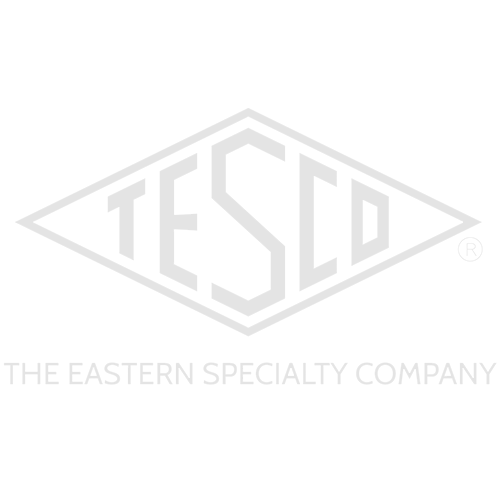 TESCO
®
THE EASTERN SPECIALTY COMPANY